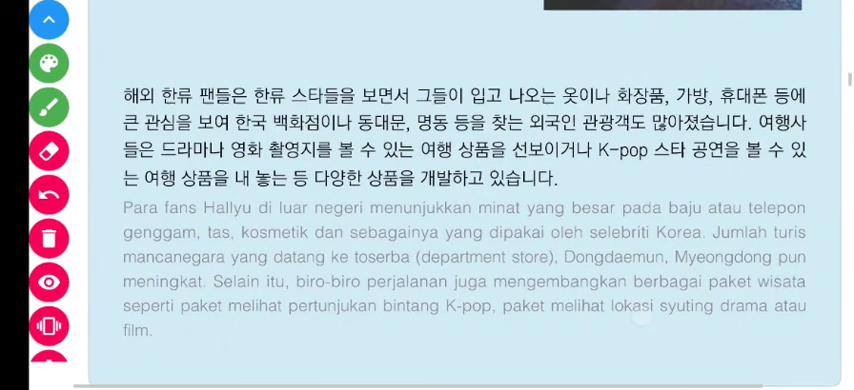 해외 한류 팬들은 한류 스타들을 보면서 그들이 입고 나오는 옷이나 화장품, 가방, 휴대폰 등에
큰 관심을 보여 한국 백화점이나 동대문, 명동 등을 찾는 외국인 관광객도 많아졌습니다. 여행사
들은 드라마나 영화 촬영지를 볼 수 있는 여행 상품을 선보이거나 K-pop 스타 공연을 볼 수 있
는 여행 상품을 내 놓는 등 다양한 상품을 개발하고 있습니다.
Para fans Hallyu di luar negeri menunjukkan minat yang besar pada baju atau telepon
genggam, tas, kosmetik dan sebagainya yang dipakai oleh selebriti Korea. Jumlah turis
mancanegara yang datang ke toserba (department store), Dongdaemun, Myeongdong pun
meningkat. Selain itu, biro-biro perjalanan juga mengembangkan berbagai paket wisata
seperti paket melihat pertunjukan bintang K-pop, paket melihat lokasi syuting drama atau
film.